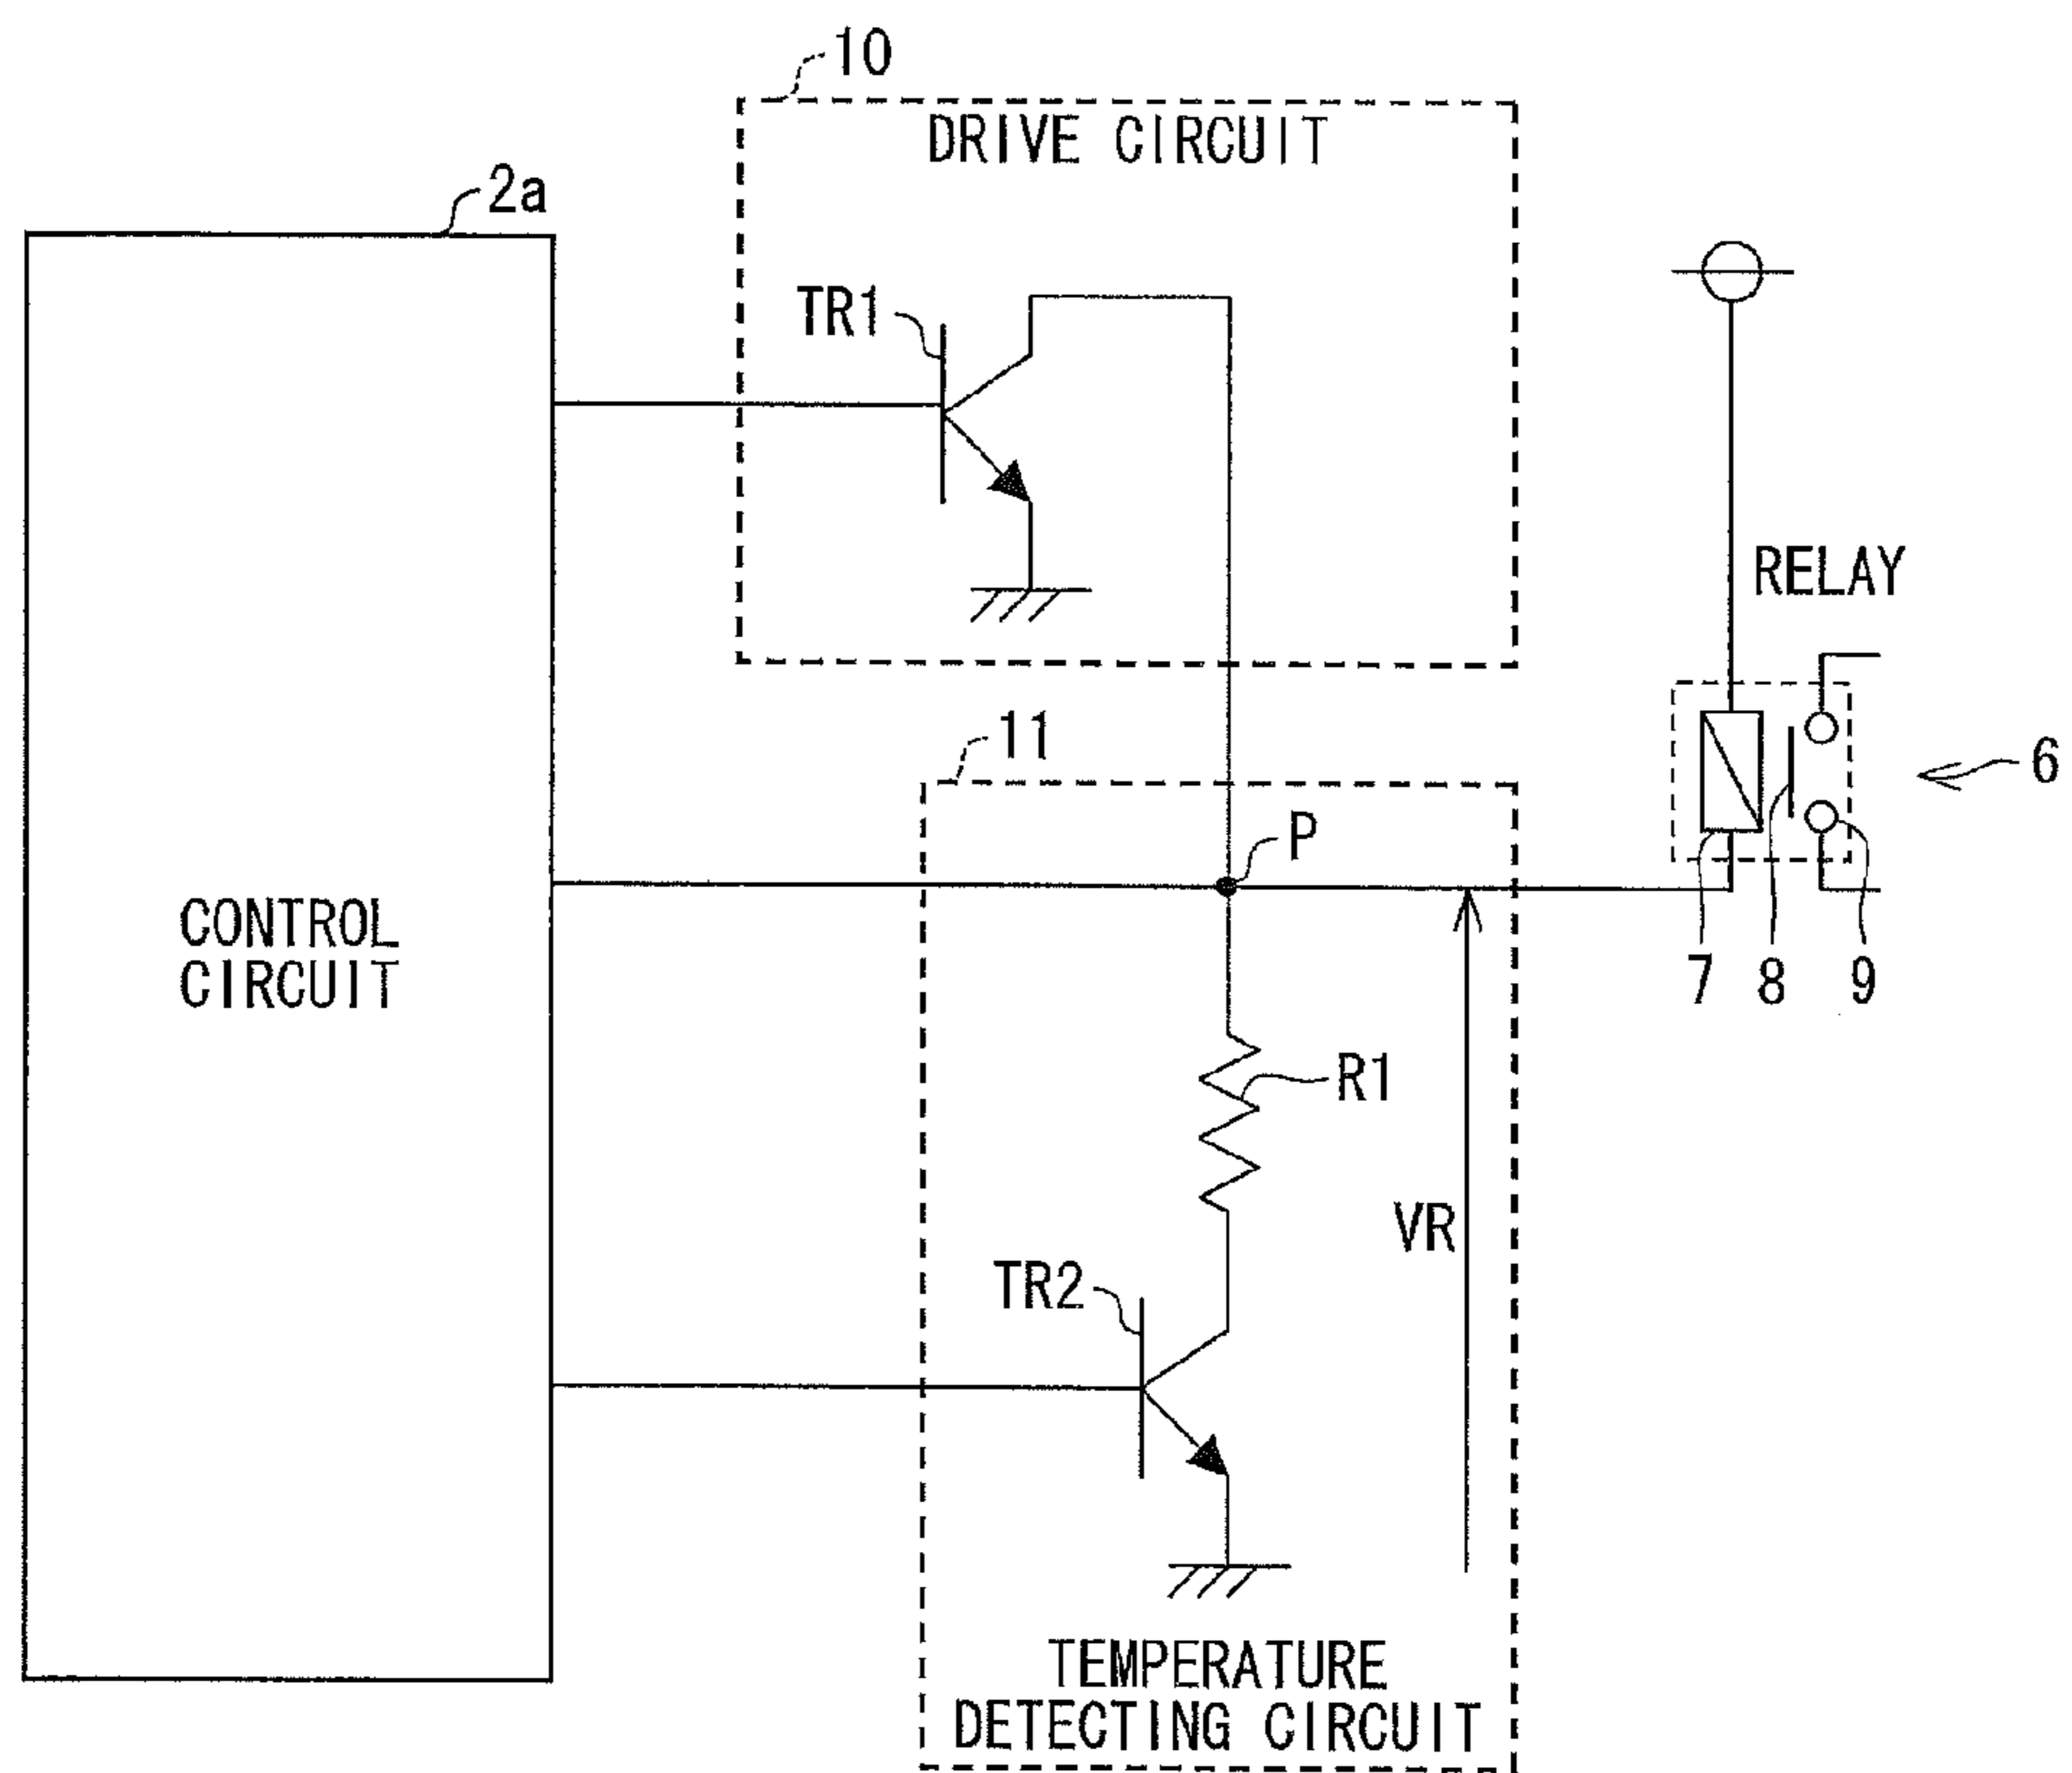 10
DRIVE CIRCUIT
2a
TR1
RELAY
11
6
P
CONTROL
CIRCUIT
7
8
9
R1
VR
TR2
TEMPERATURE
DETECTING CIRCUIT